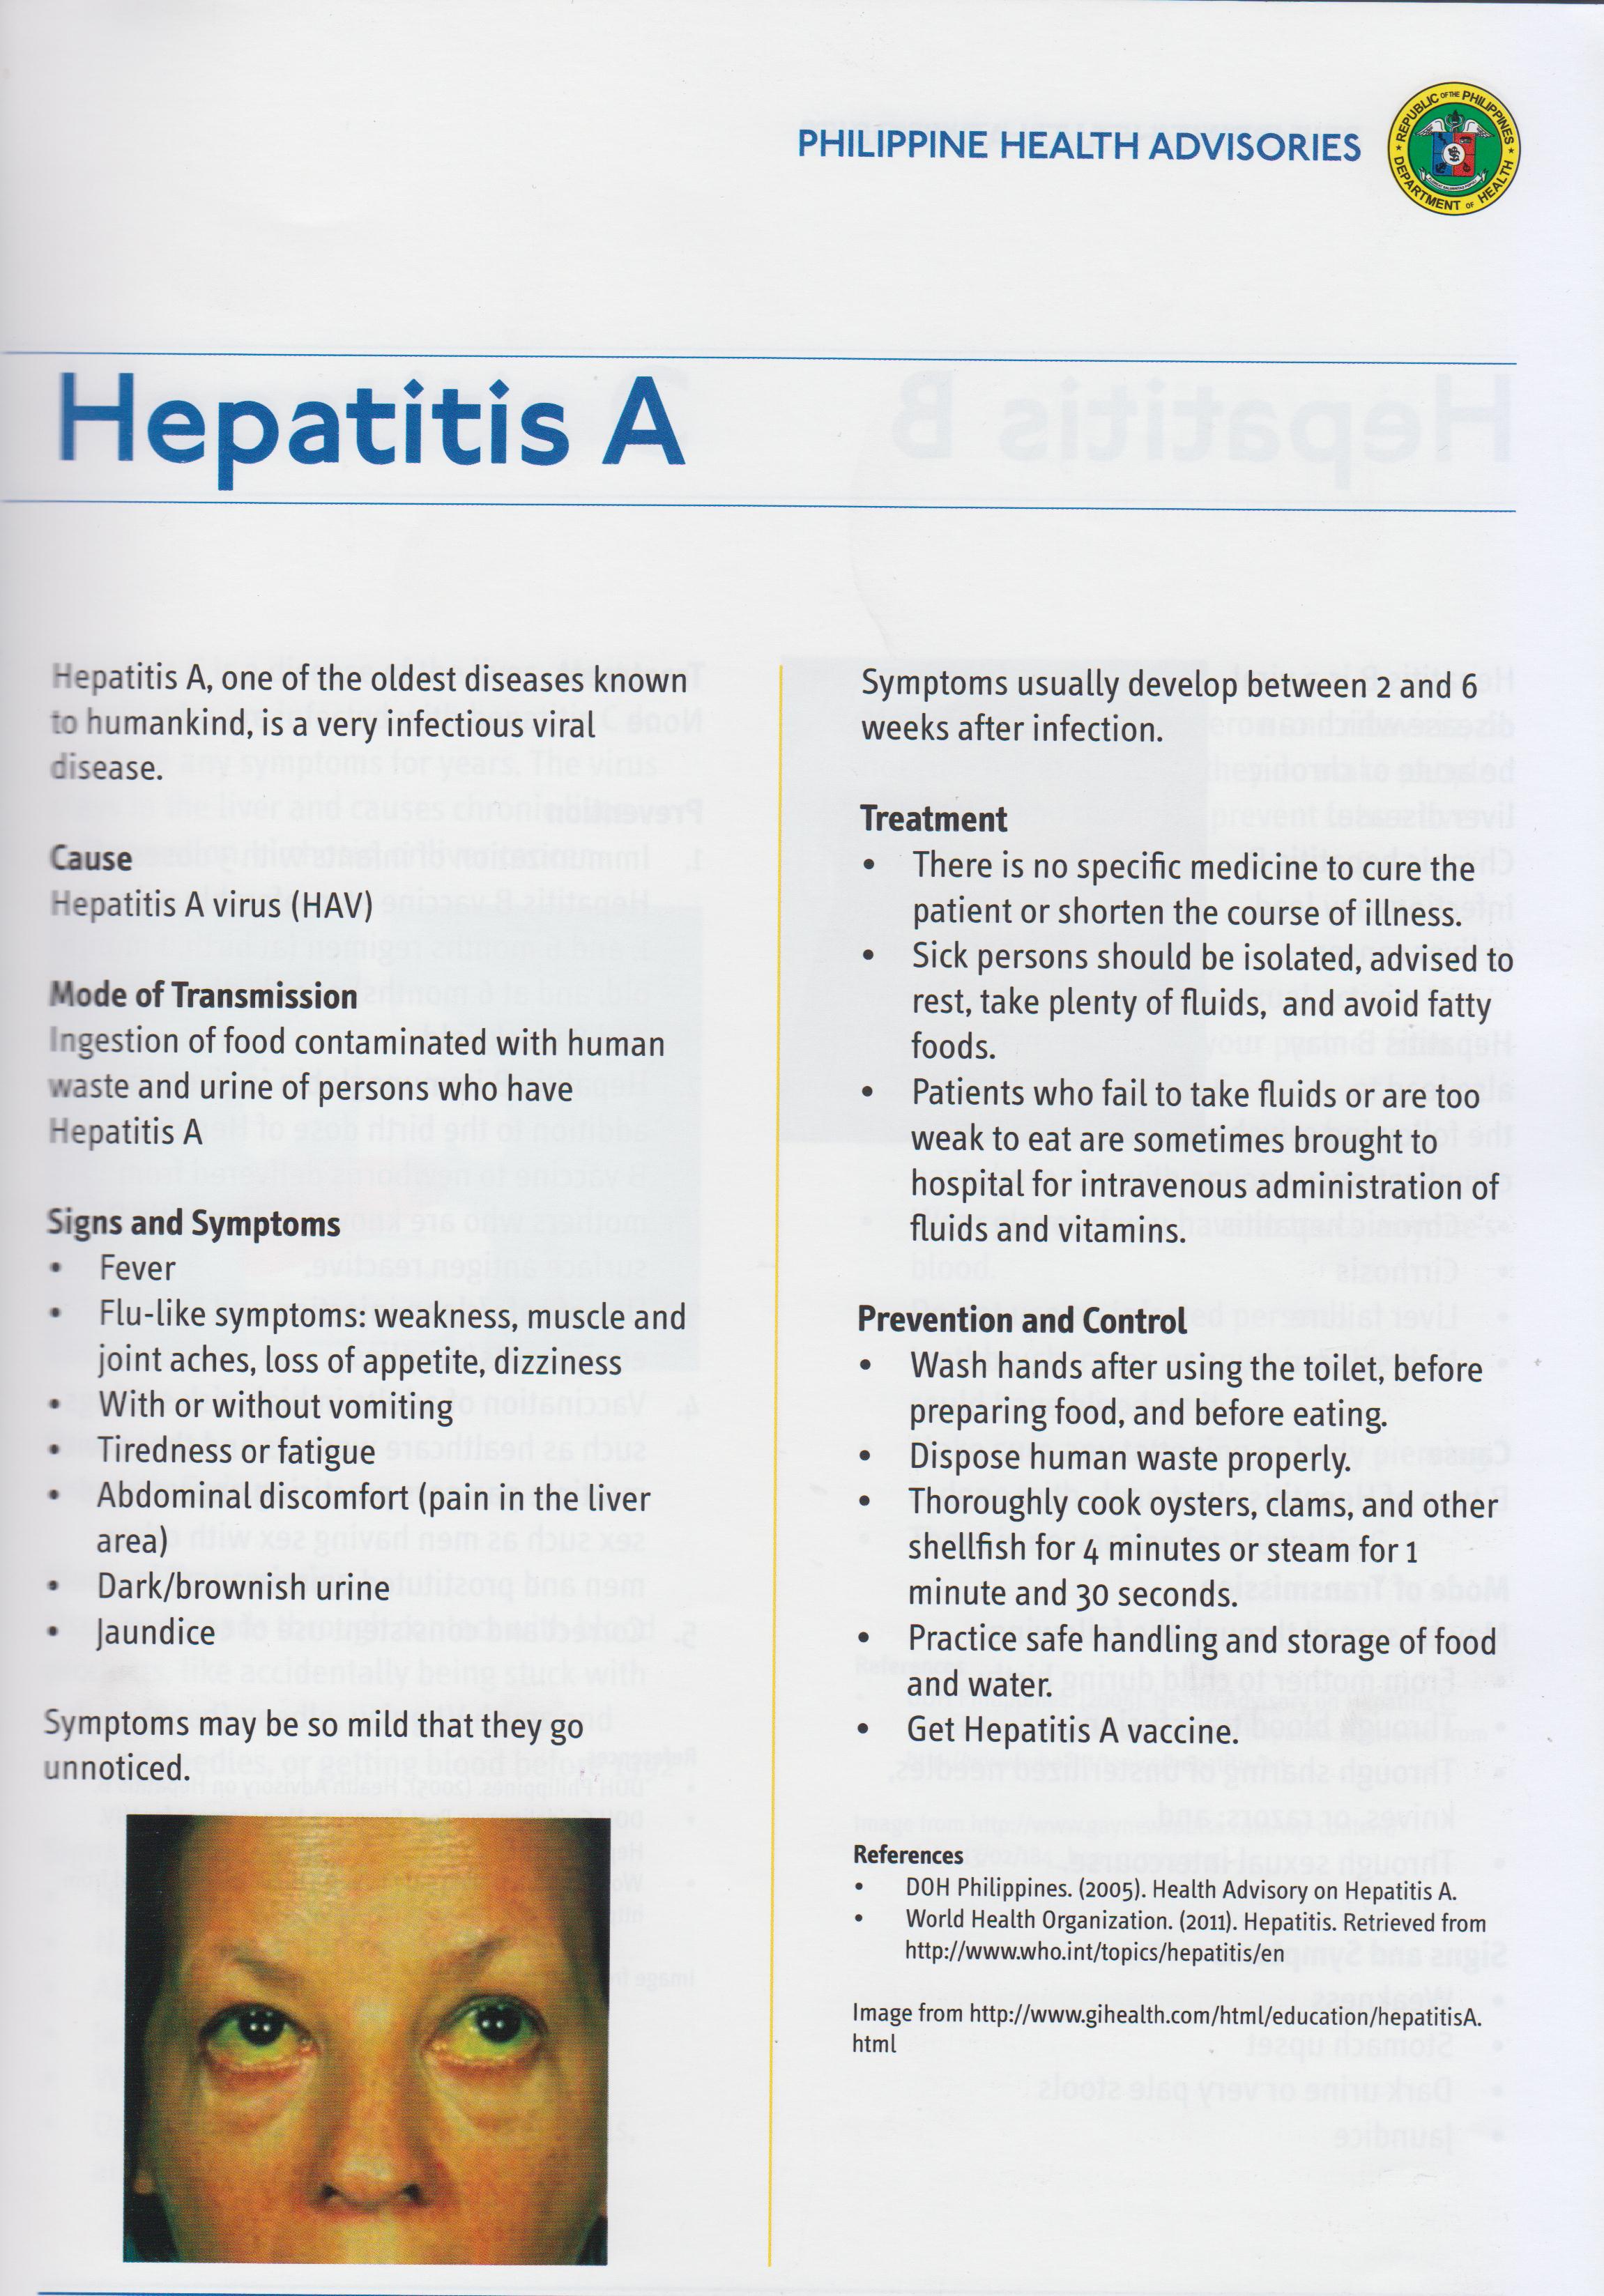 PHILIPPINE HEALTH ADVISORIES
REPUBLIC OF THE PHILIPPINES
DEPARTMENT OF HEALTH
Hepatitis A
Hepatitis A, one of the oldest diseases known
to humankind, is a very infectious viral
disease.
Cause
Hepatitis A virus (HAV)
Mode of Transmission
Ingestion of food contaminated with human
waste and urine of persons who have
Hepatitis A
Signs and Symptoms
• Fever
• Flu-like symptoms: weakness, muscle and
joint aches, loss of appetite, dizziness
• With or without vomiting
• Tiredness or fatigue
• Abdominal discomfort (pain in the liver
area)
• Dark/brownish urine
• Jaundice
Symptoms may be so mild that they go
unnoticed.
Symptoms usually develop between 2 and 6
weeks after infection.
Treatment
• There is no specific medicine to cure the
patient or shorten the course of illness.
• Sick persons should be isolated, advised to
rest, take plenty of fluids, and avoid fatty
foods.
• Patients who fail to take fluids or are too
weak to eat are sometimes brought to
hospital for intravenous administration of
fluids and vitamins.
Prevention and Control
• Wash hands after using the toilet, before
preparing food, and before eating.
• Dispose human waste properly.
• Thoroughly cook oysters, clams, and other
shellfish for 4 minutes or steam for 1
minute and 30 seconds.
• Practice safe handling and storage of food
and water.
• Get Hepatitis A vaccine.
References
• DOH Philippines. (2005). Health Advisory on Hepatitis A.
• World Health Organization. (2011). Hepatitis. Retrieved from
http://www.who.int/topics/hepatitis/en
Image from http://www.gihealth.com/html/education/hepatitisA.
html